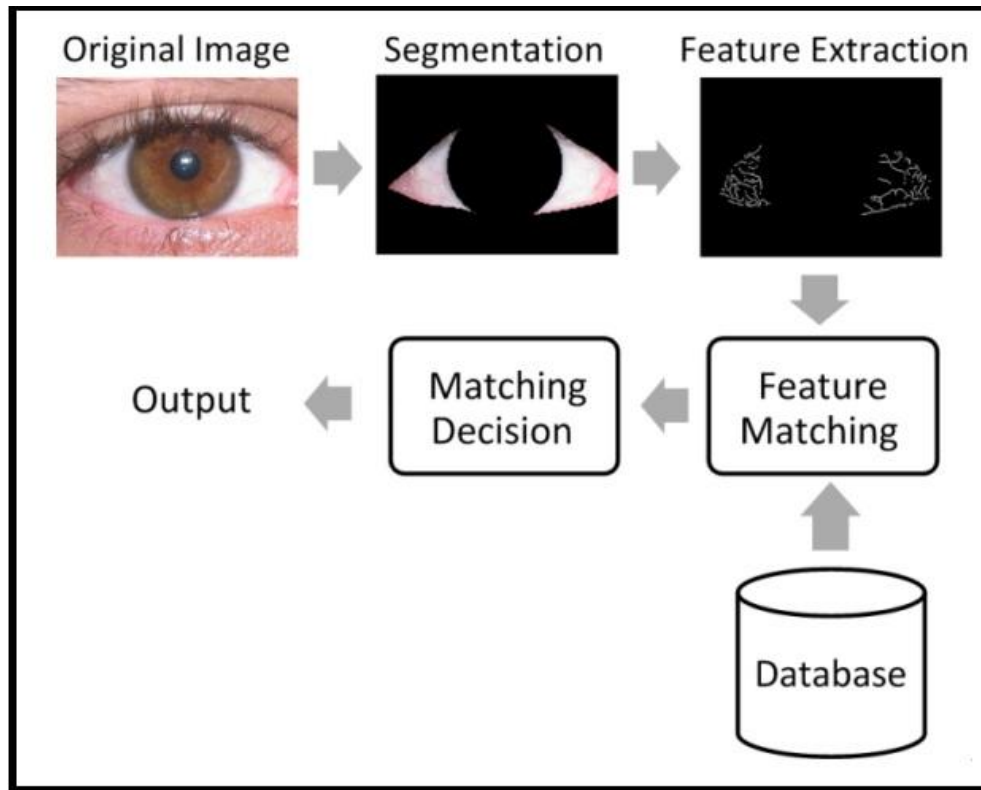 Original Image
Segmentation
Feature Extraction
Output
Matching
Decision
Feature
Matching
Database